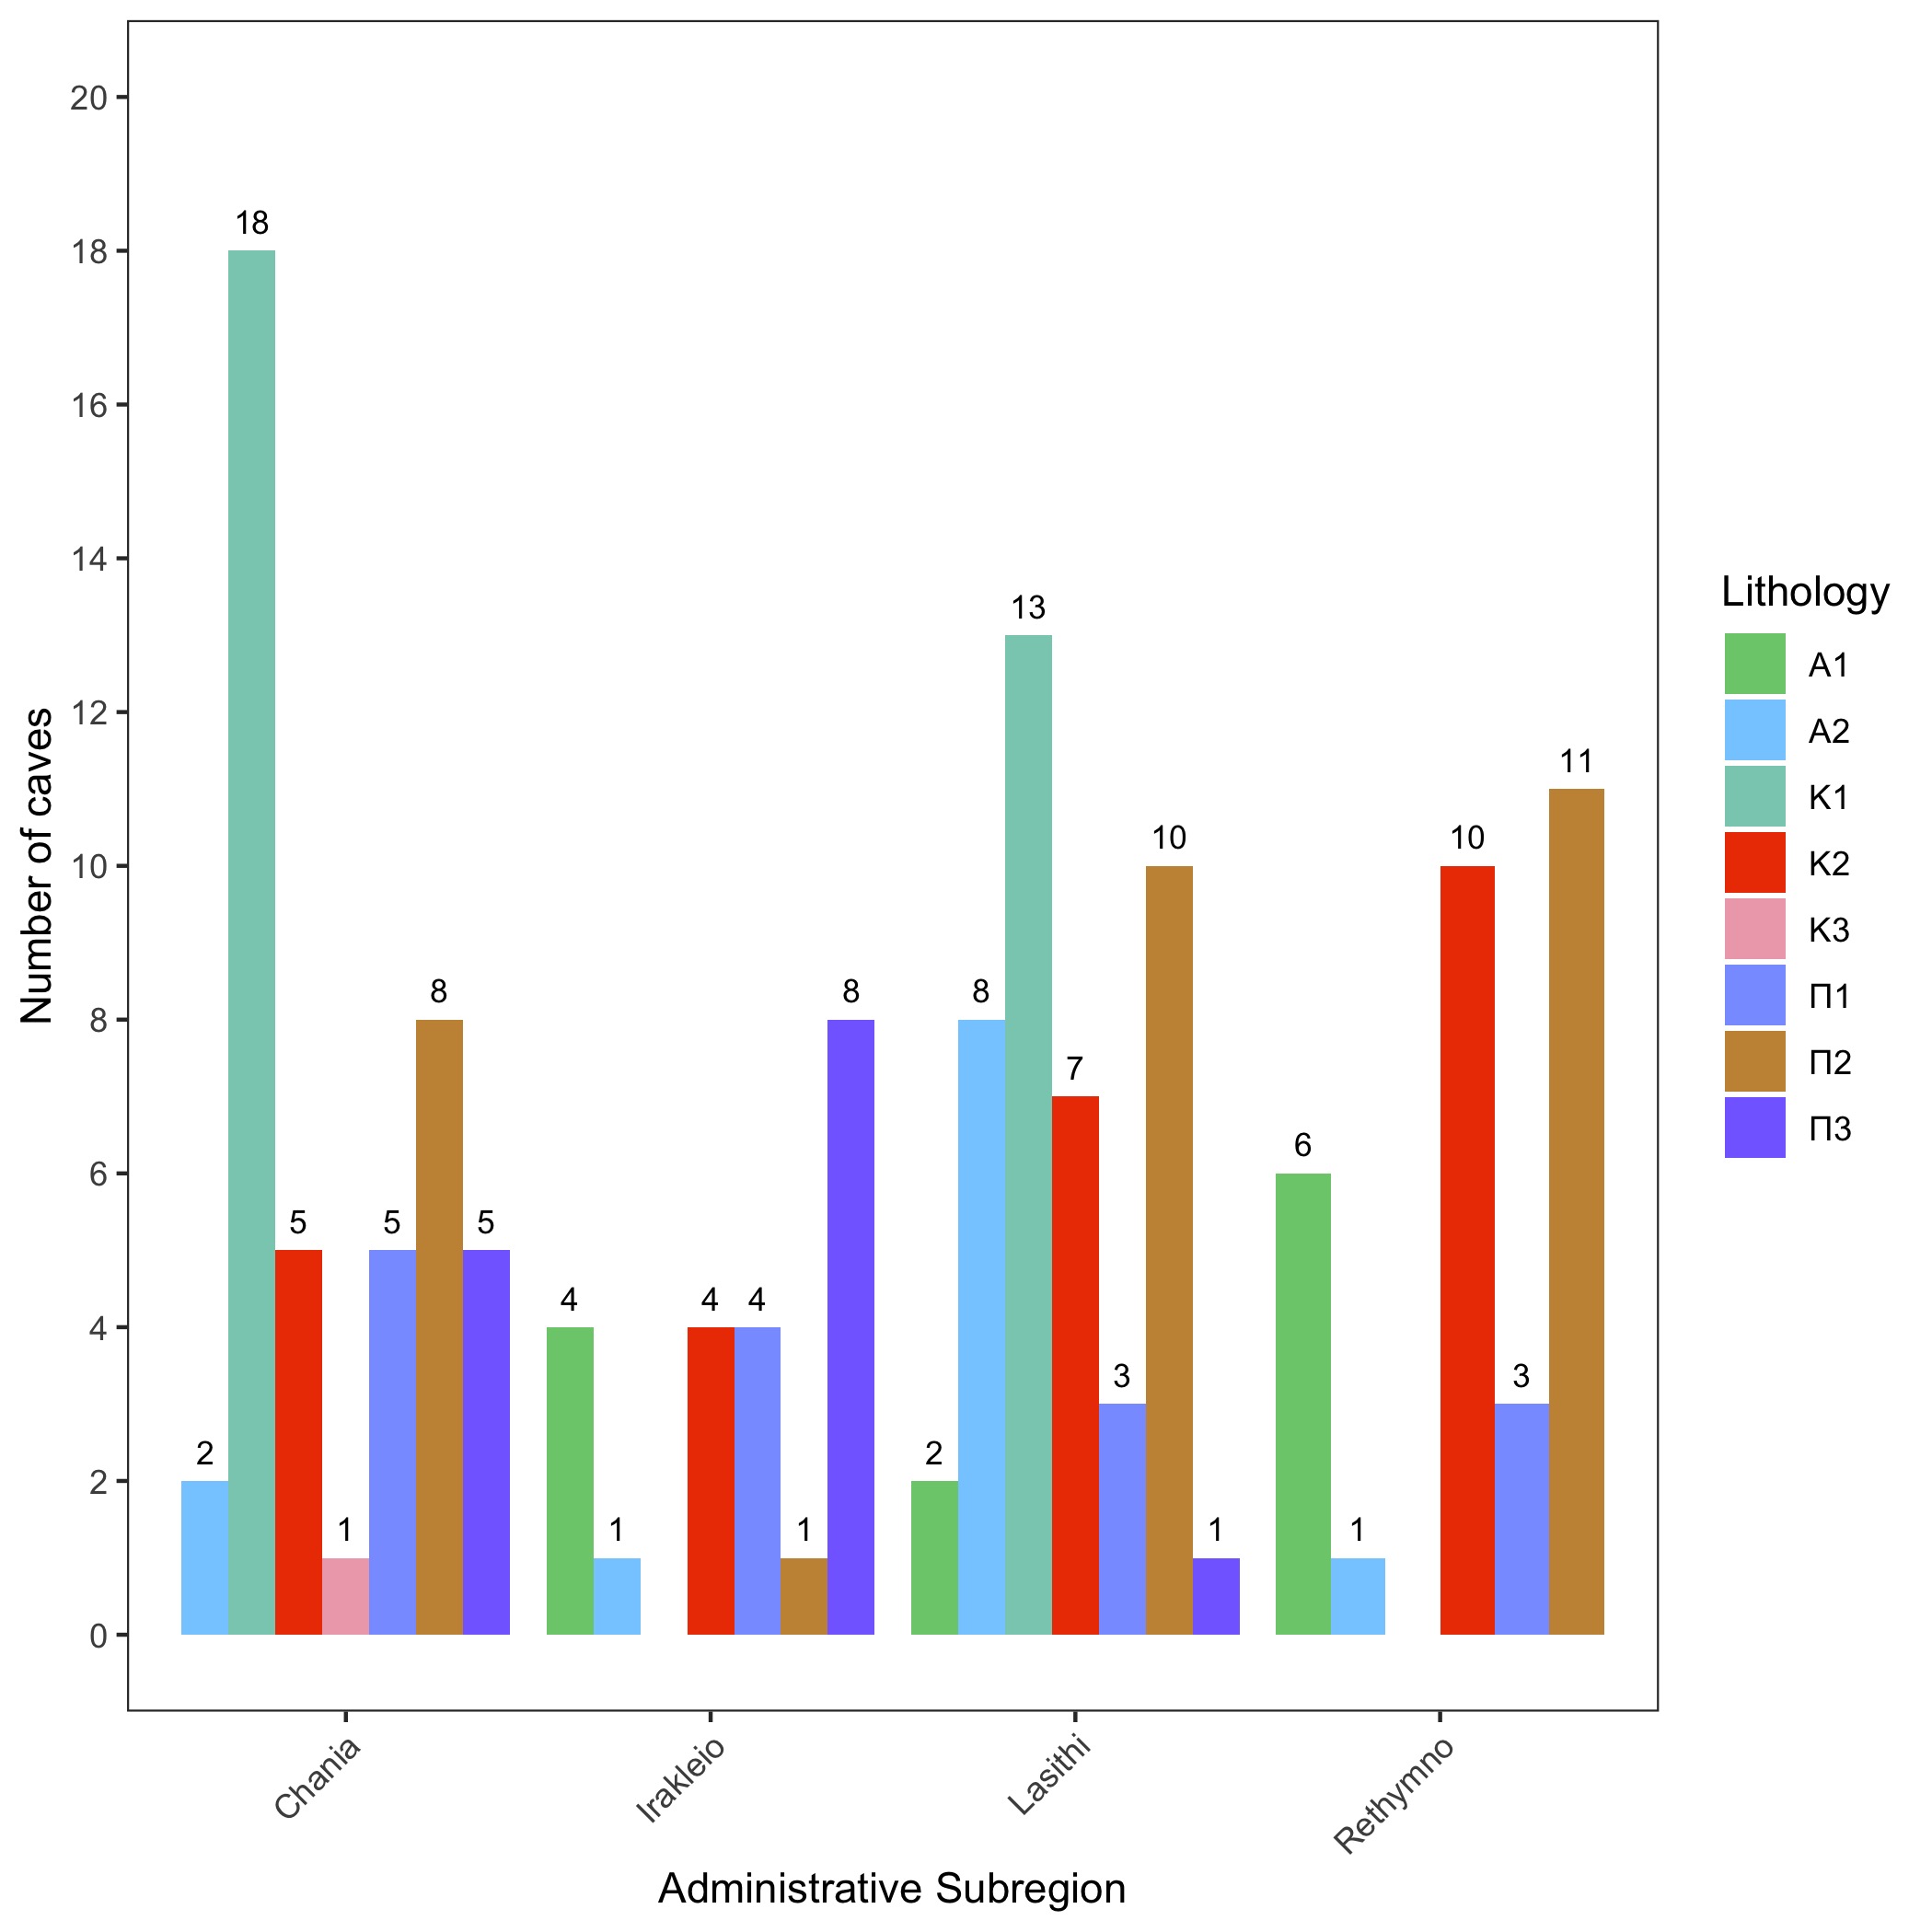 20
18
16
14
12
10
8
6
4
2
0
Number of caves
2
18
5
1
5
8
5
4
1
4
4
1
8
2
8
13
7
3
10
1
6
1
10
3
11
Chania
Irakleio
Lasithi
Rethymno
Administrative Subregion
Lithology
A1
A2
K1
K2
K3
Π1
Π2
Π3